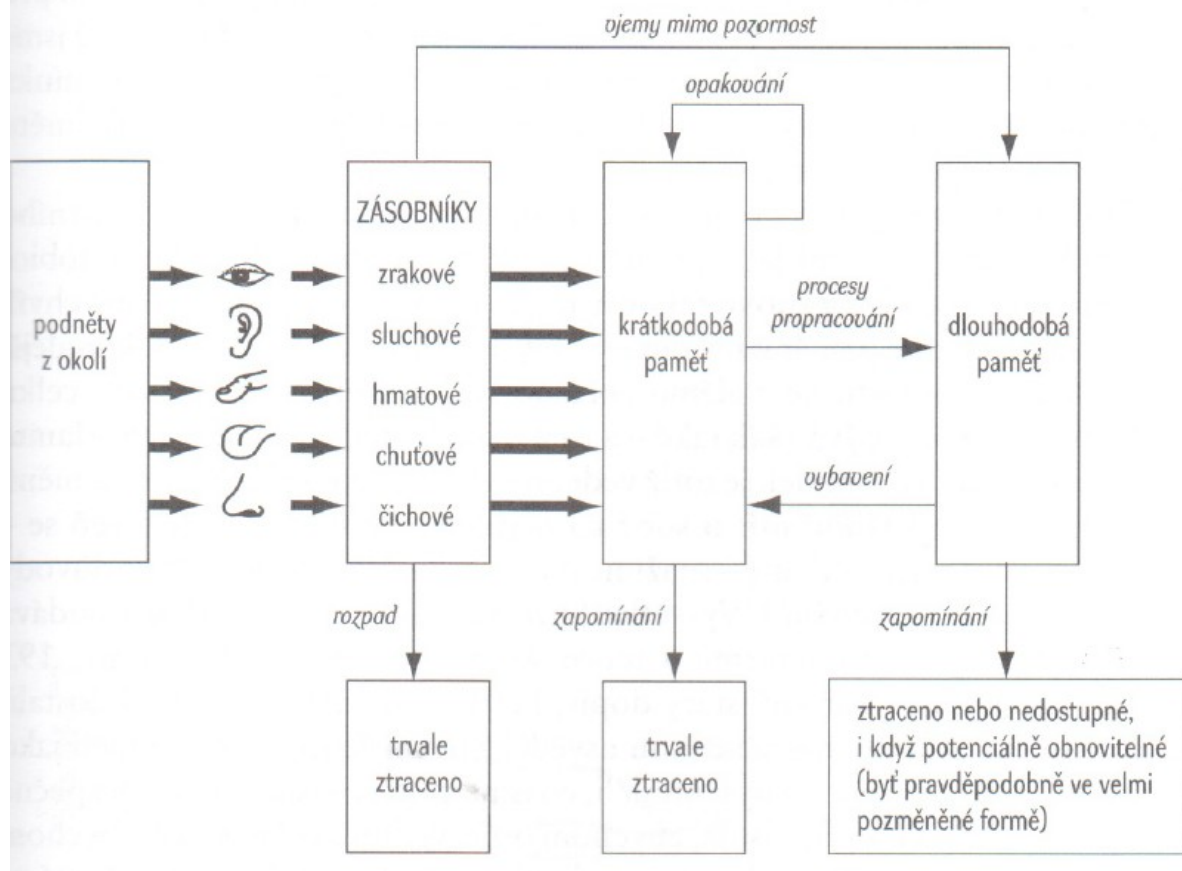 vjemy mimo pozornost
opakování
podněty
z okolí
ZÁSOBNÍKY
zrakové
sluchové
hmatové
chuťové
čichové
krátkodobá
paměť
procesy
propracování
dlouhodobá
paměť
vybavení
rozpad
zapomínání
zapomínání
trvale
ztraceno
trvale
ztraceno
ztraceno nebo nedostupné,
i když potenciálně obnovitelné
(byť pravděpodobně ve velmi
pozměněné formě)